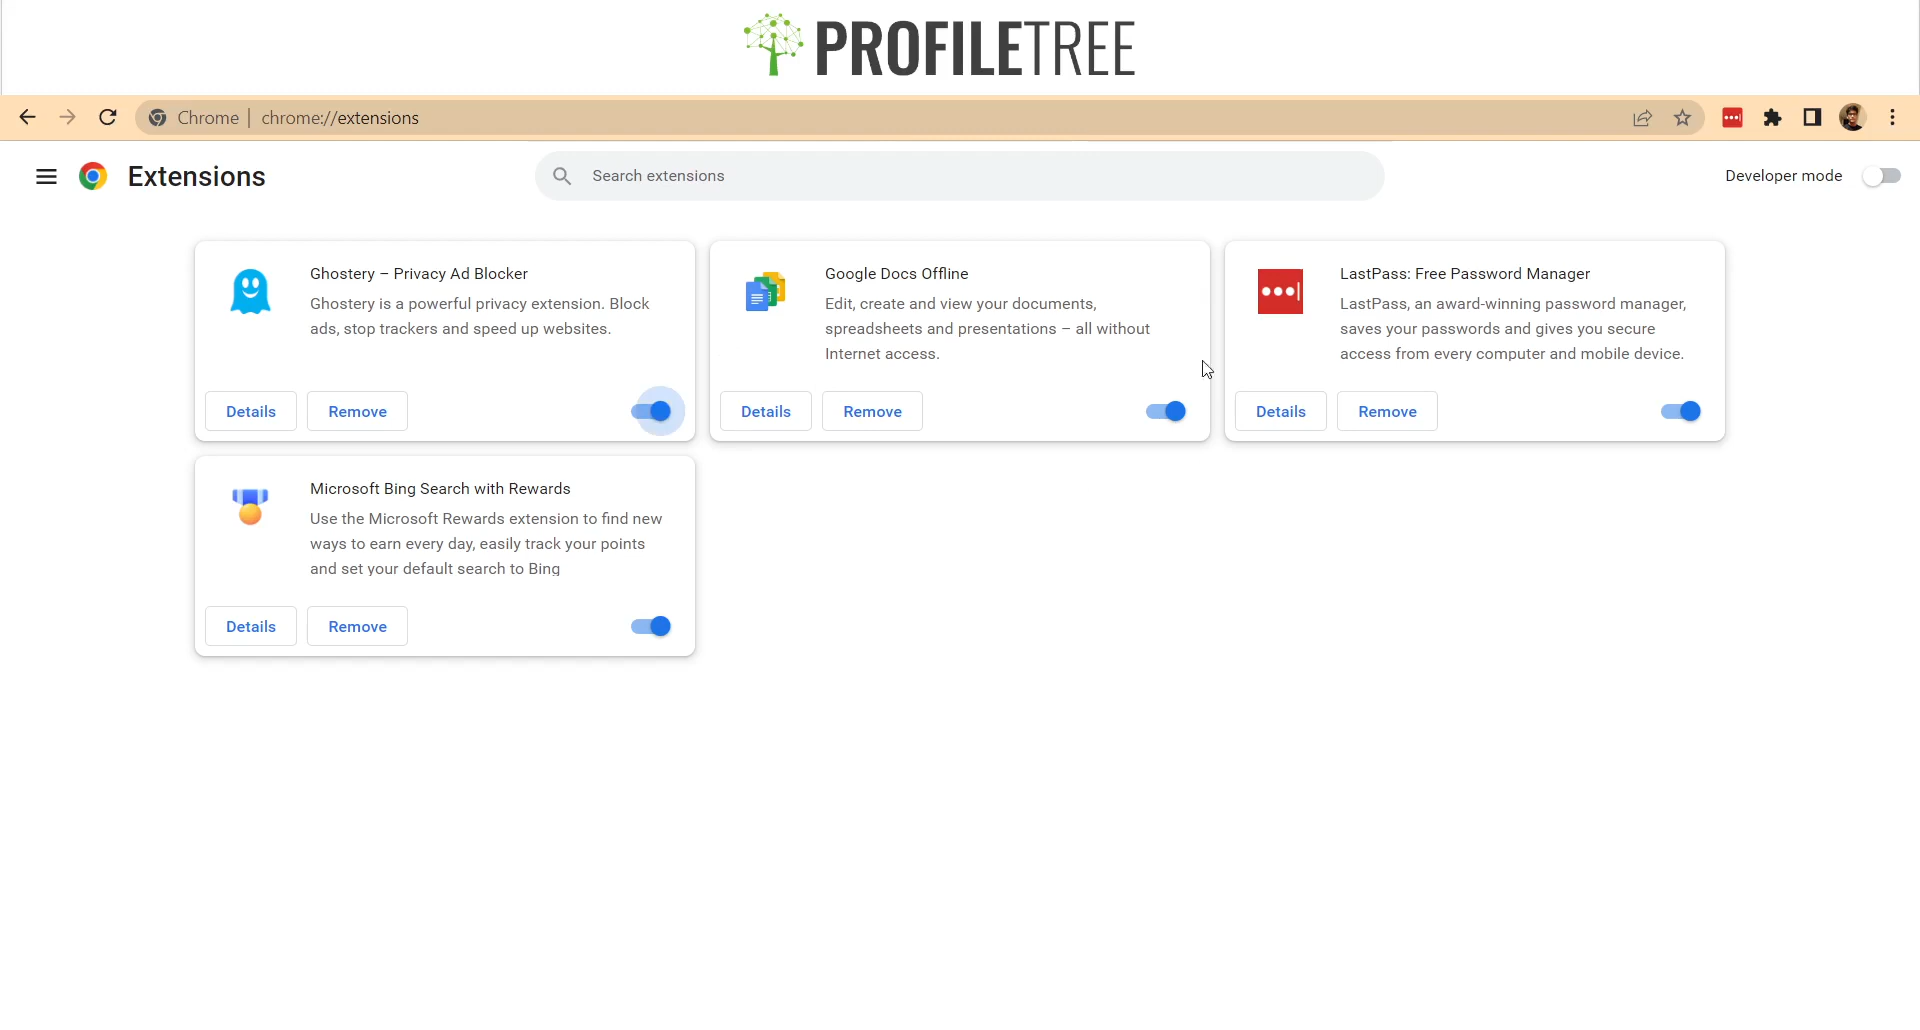 PROFILETREE
Chrome | chrome://extensions
Extensions
Search extensions
Developer mode
Ghostery – Privacy Ad Blocker
Ghostery is a powerful privacy extension. Block
ads, stop trackers and speed up websites.
Details
Remove
Google Docs Offline
Edit, create and view your documents,
spreadsheets and presentations – all without
Internet access.
Details
Remove
LastPass: Free Password Manager
LastPass, an award-winning password manager,
saves your passwords and gives you secure
access from every computer and mobile device.
Details
Remove
Microsoft Bing Search with Rewards
Use the Microsoft Rewards extension to find new
ways to earn every day, easily track your points
and set your default search to Bing
Details
Remove